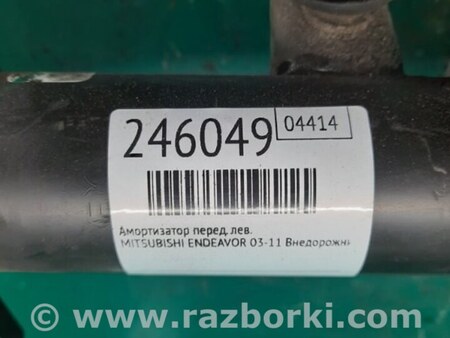 246049 04414
Амортизатор перед. лев.
MITSUBISHI ENDEAVOR 03-11 Внедорожн
© www.razborki.com